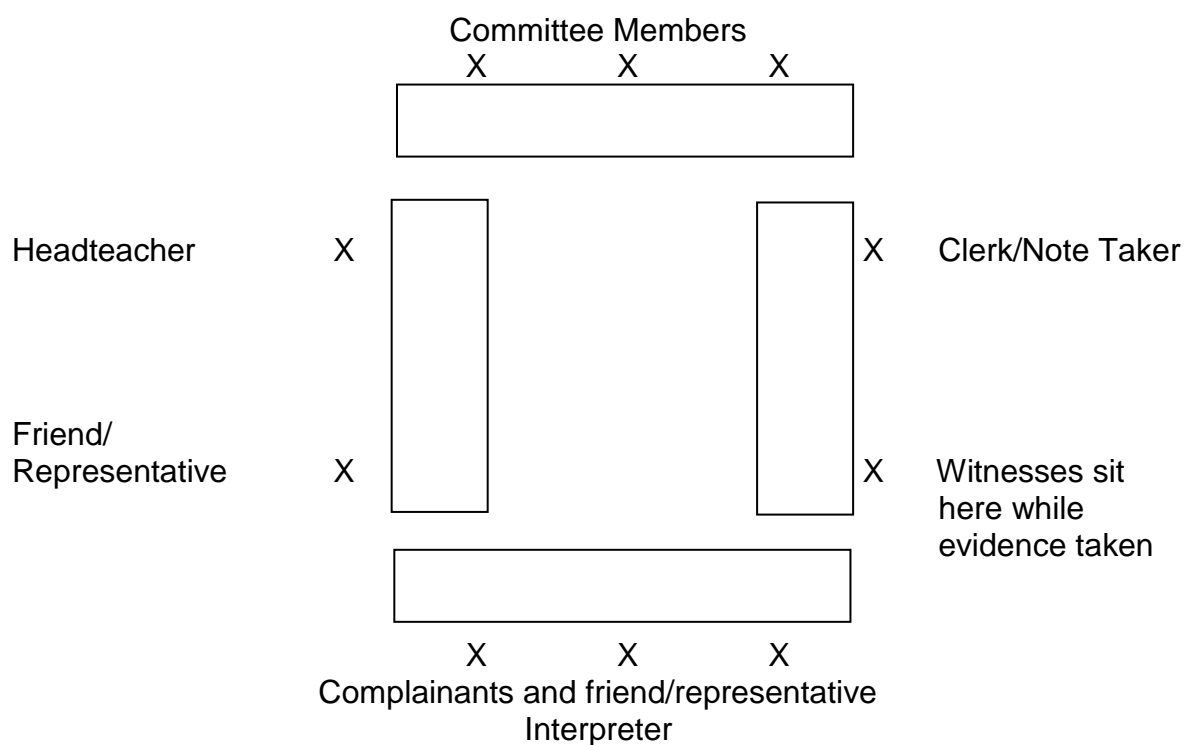 Committee Members
X X X
Headteacher X X Clerk/Note Taker
Friend/
Representative X X Witnesses sit
here while
evidence taken
X X X
Complainants and friend/representative
Interpreter